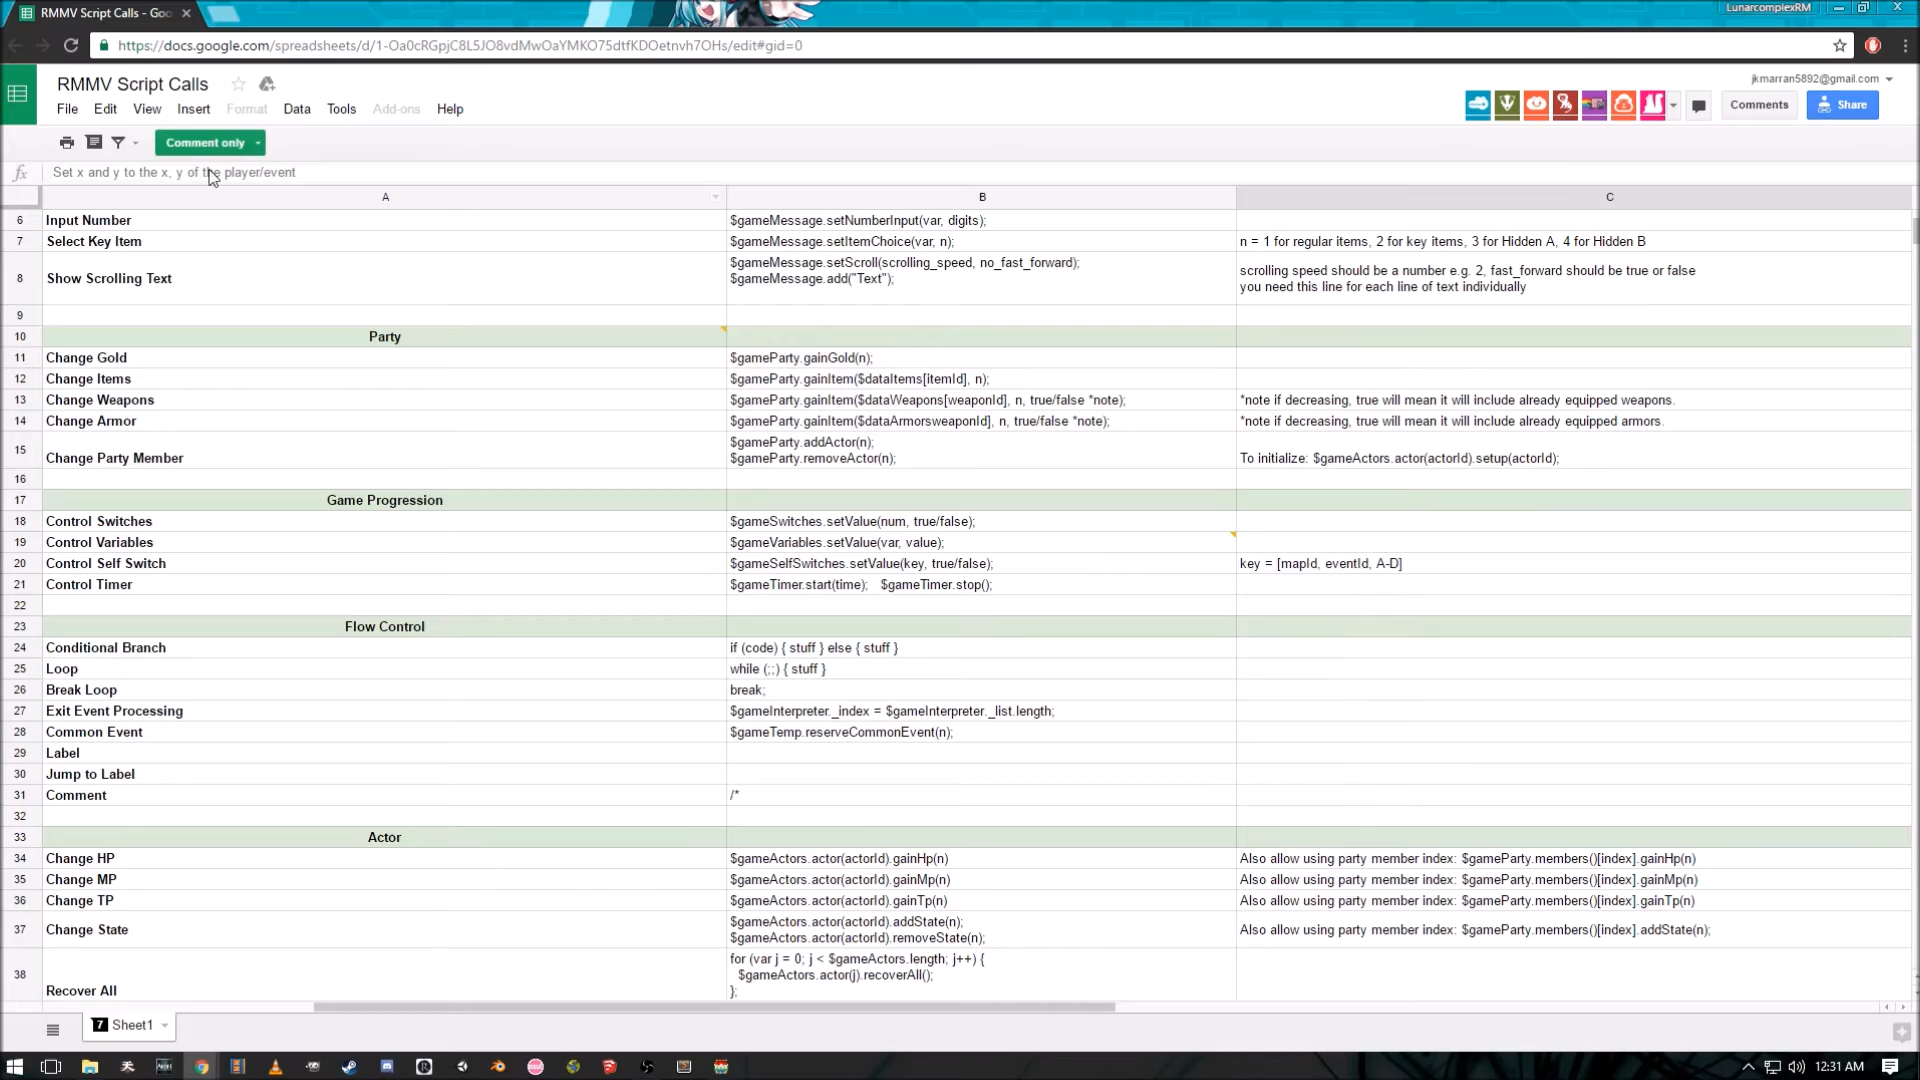 RMMV Script Calls - Goo
LunarcomplexRM
https://docs.google.com/spreadsheets/d/1-Oa0cRGpjC8L5JO8vdMwOaYMKO75dtfKDOetnvh7OHs/edit#gid=0
RMMV Script Calls
jkmarran5892@gmail.com
File Edit View Insert Format Data Tools Add-ons Help
Comments Share
Comment only
fx Set x and y to the x, y of the player/event
A B C
6 Input Number $gameMessage.setNumberInput(var, digits);
7 Select Key Item $gameMessage.setItemChoice(var, n); n = 1 for regular items, 2 for key items, 3 for Hidden A, 4 for Hidden B
8 Show Scrolling Text $gameMessage.setScroll(scrolling_speed, no_fast_forward); scrolling speed should be a number e.g. 2, fast_forward should be true or false
$gameMessage.add("Text"); you need this line for each line of text individually
9
10 Party
11 Change Gold $gameParty.gainGold(n);
12 Change Items $gameParty.gainItem($dataItems[itemId], n);
13 Change Weapons $gameParty.gainItem($dataWeapons[weaponId], n, true/false *note); *note if decreasing, true will mean it will include already equipped weapons.
14 Change Armor $gameParty.gainItem($dataArmorsweaponId], n, true/false *note); *note if decreasing, true will mean it will include already equipped armors.
15 $gameParty.addActor(n);
Change Party Member $gameParty.removeActor(n); To initialize: $gameActors.actor(actorId).setup(actorId);
16
17 Game Progression
18 Control Switches $gameSwitches.setValue(num, true/false);
19 Control Variables $gameVariables.setValue(var, value);
20 Control Self Switch $gameSelfSwitches.setValue(key, true/false); key = [mapId, eventId, A-D]
21 Control Timer $gameTimer.start(time); $gameTimer.stop();
22
23 Flow Control
24 Conditional Branch if (code) { stuff } else { stuff }
25 Loop while (;;) { stuff }
26 Break Loop break;
27 Exit Event Processing $gameInterpreter._index = $gameInterpreter._list.length;
28 Common Event $gameTemp.reserveCommonEvent(n);
29 Label
30 Jump to Label
31 Comment /*
32
33 Actor
34 Change HP $gameActors.actor(actorId).gainHp(n) Also allow using party member index: $gameParty.members()[index].gainHp(n)
35 Change MP $gameActors.actor(actorId).gainMp(n) Also allow using party member index: $gameParty.members()[index].gainMp(n)
36 Change TP $gameActors.actor(actorId).gainTp(n) Also allow using party member index: $gameParty.members()[index].gainTp(n)
37 Change State $gameActors.actor(actorId).addState(n); Also allow using party member index: $gameParty.members()[index].addState(n);
$gameActors.actor(actorId).removeState(n);
38 for (var j = 0; j < $gameActors.length; j++) {
$gameActors.actor(j).recoverAll();
Recover All };
7 Sheet1
12:31 AM